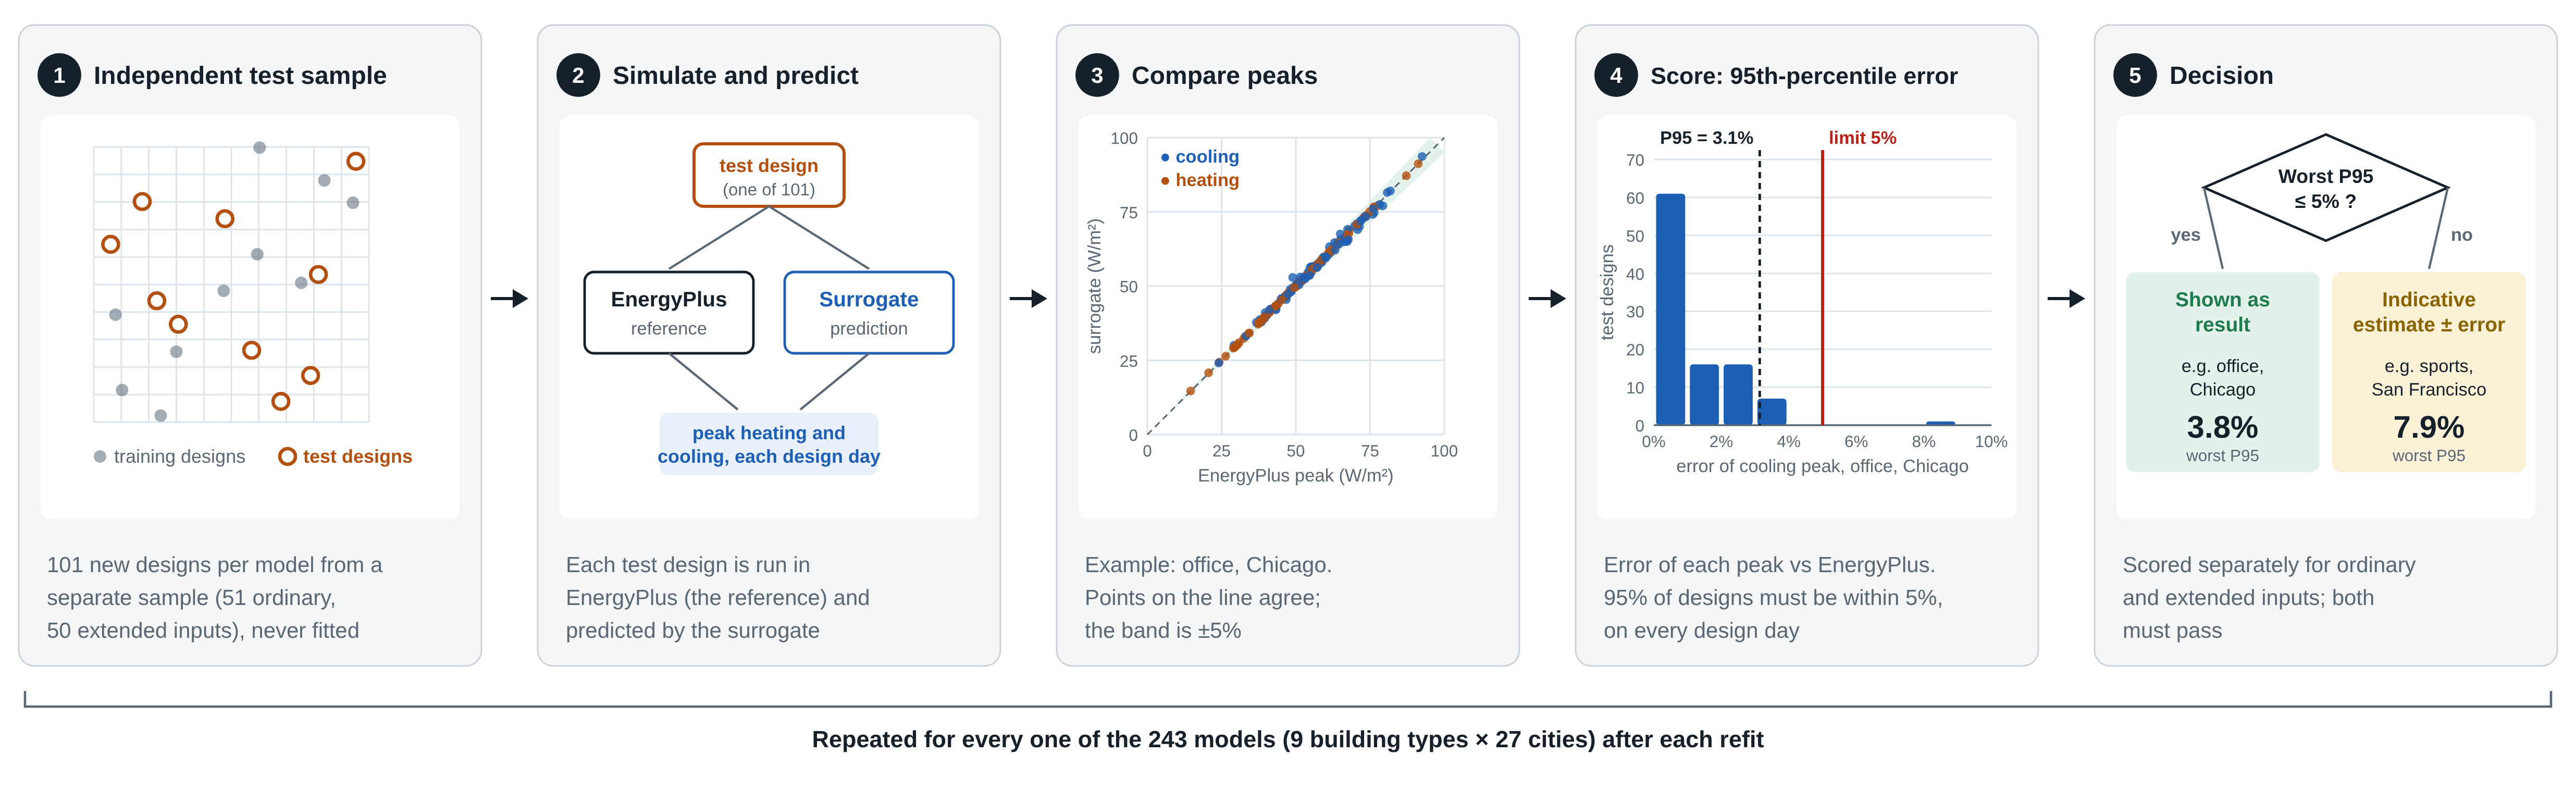 1 Independent test sample
training designs
test designs
101 new designs per model from a
separate sample (51 ordinary,
50 extended inputs), never fitted
2 Simulate and predict
test design
(one of 101)
EnergyPlus
reference
Surrogate
prediction
peak heating and
cooling, each design day
Each test design is run in
EnergyPlus (the reference) and
predicted by the surrogate
3 Compare peaks
cooling
heating
100
75
50
25
0
0 25 50 75 100
surrogate (W/m²)
EnergyPlus peak (W/m²)
Example: office, Chicago.
Points on the line agree;
the band is ±5%
4 Score: 95th-percentile error
P95 = 3.1%
limit 5%
70
60
50
40
30
20
10
0
0% 2% 4% 6% 8% 10%
test designs
error of cooling peak, office, Chicago
Error of each peak vs EnergyPlus.
95% of designs must be within 5%,
on every design day
5 Decision
Worst P95
≤ 5% ?
yes
no
Shown as
result
e.g. office,
Chicago
3.8%
worst P95
Indicative
estimate ± error
e.g. sports,
San Francisco
7.9%
worst P95
Scored separately for ordinary
and extended inputs; both
must pass
Repeated for every one of the 243 models (9 building types × 27 cities) after each refit